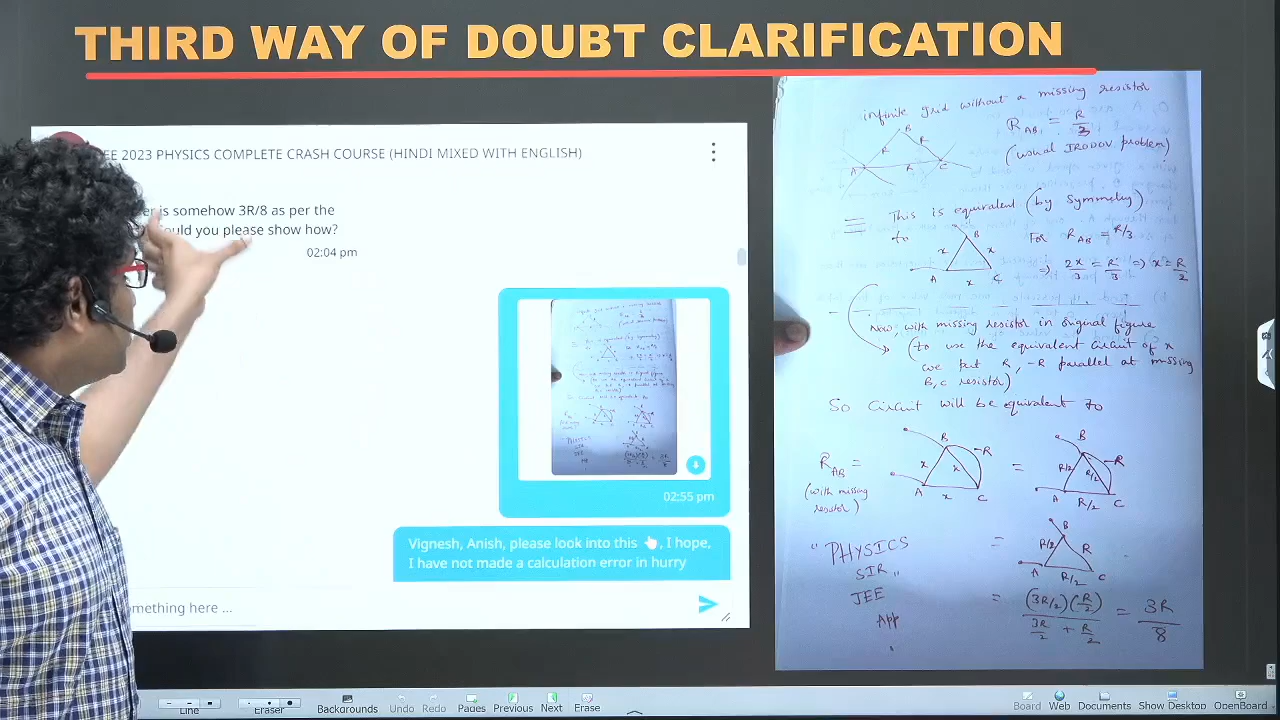 THIRD WAY OF DOUBT CLARIFICATION
EE 2023 PHYSICS COMPLETE CRASH COURSE (HINDI MIXED WITH ENGLISH)
is somehow 3R/8 as per the
you please show how?
02:04 pm
02:55 pm
Vignesh, Anish, please look into this , I hope,
I have not made a calculation error in hurry
mething here ...
infinite grid without a missing resistor
R_AB = R/3
(usual IRODOV problem)
B
R R
A R C
≡ This is equivalent (by symmetry)
to
B
x x
A x C
For R_AB = R/3
⇒ 2x/3 = R/3 ⇒ x = R/2
Now, with missing resistor in original figure
(to use the equivalent circuit of x
we put R, -R parallel at missing
B, C resistor)
So circuit will be equivalent to
R_AB =
(with missing
resistor)
B
x x -R
A x C
=
B
R/2 R/2 -R
A R/2 C
=
B
R/2 R
A R/2 C
= (3R/2)(R/2) / (3R/2 + R/2) = 3R/8
"PHYSICS
SIR"
JEE
App
Line
Eraser
Backgrounds
Undo
Redo
Pages
Previous
Next
Erase
Board
Web
Documents
Show Desktop
OpenBoard